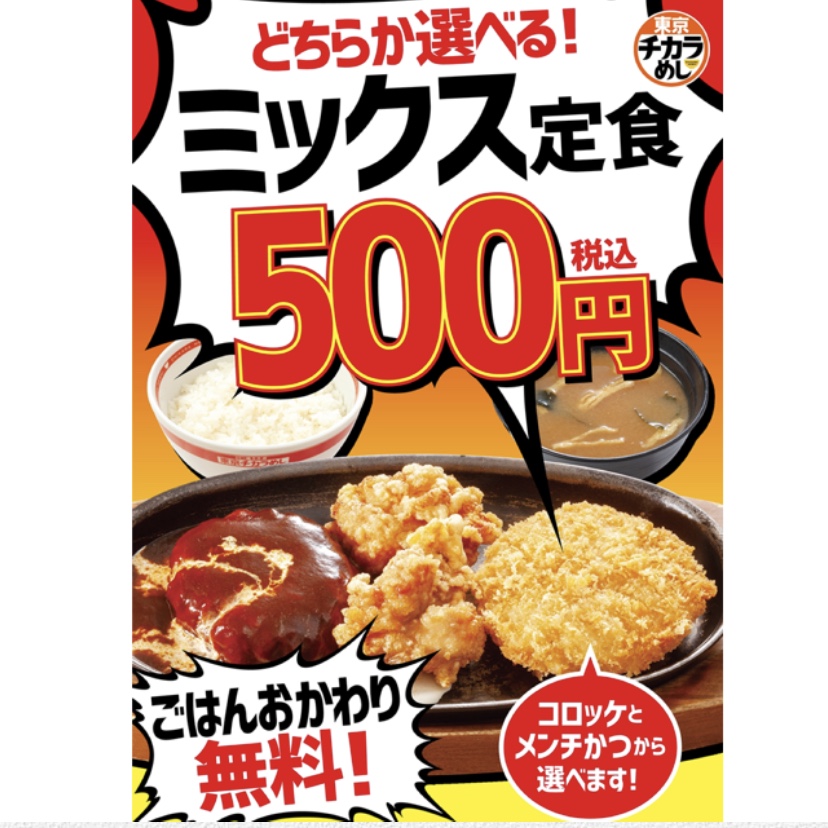 どちらか選べる!
東京
チカラ
めし
ミックス定食
500円
税込
ごはんおかわり
無料!
コロッケと
メンチかつから
選べます!